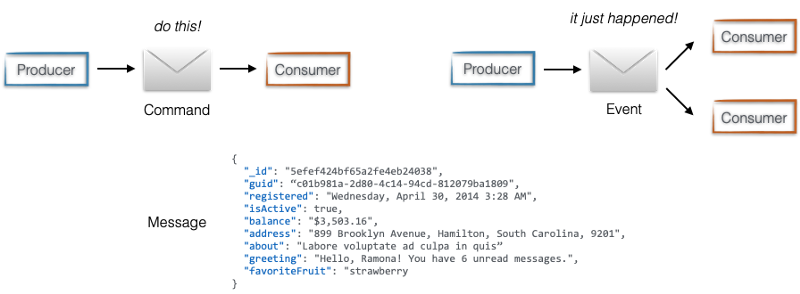 do this!
it just happened!
Producer
Consumer
Command
Producer
Consumer
Consumer
Event
Message
{
"_id": "5efef424bf65a2fe4eb24038",
"guid": “c01b981a-2d80-4c14-94cd-812079ba1809",
"registered": "Wednesday, April 30, 2014 3:28 AM",
"isActive": true,
"balance": "$3,503.16",
"address": "899 Brooklyn Avenue, Hamilton, South Carolina, 9201",
"about": "Labore voluptate ad culpa in quis”
"greeting": "Hello, Ramona! You have 6 unread messages.",
"favoriteFruit": "strawberry
}